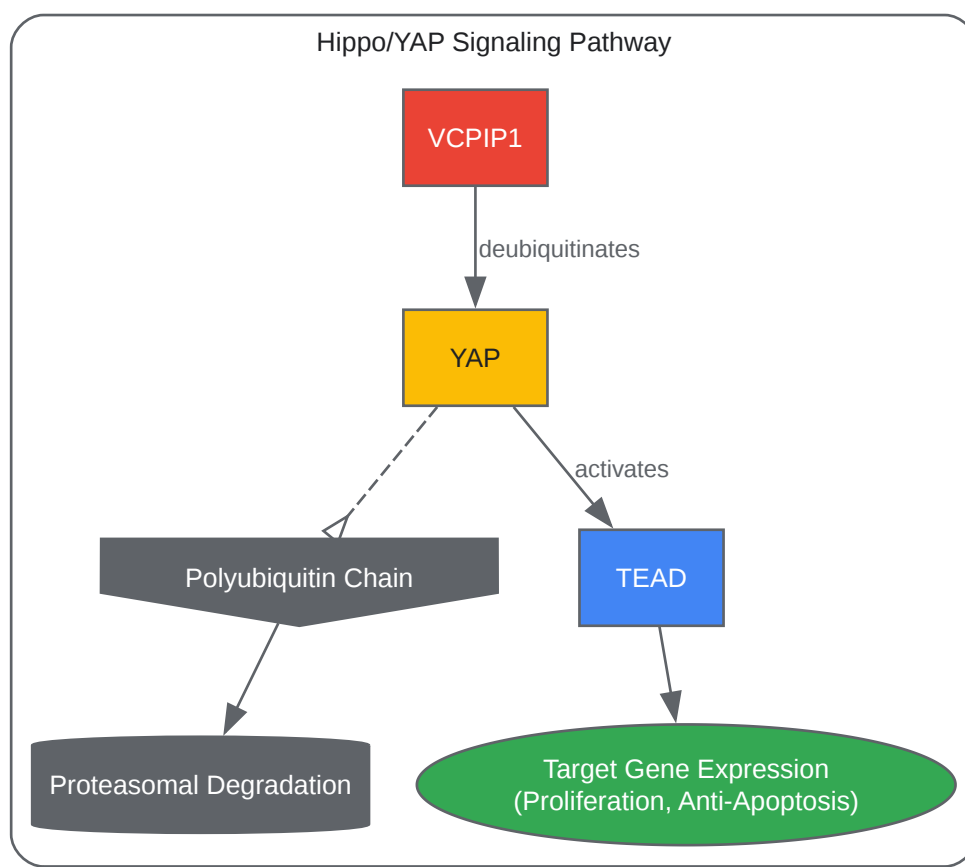 Hippo/YAP Signaling Pathway
VCPIP1
deubiquitinates
YAP
activates
Polyubiquitin Chain
TEAD
Proteasomal Degradation
Target Gene Expression
(Proliferation, Anti-Apoptosis)